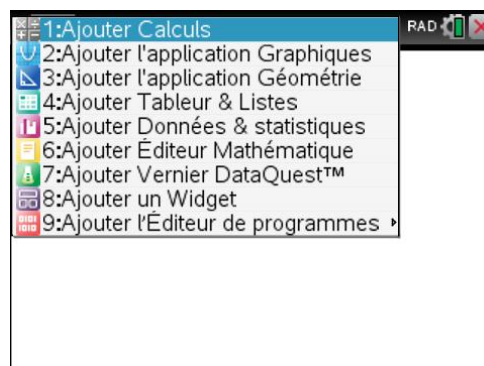 1:Ajouter Calculs
RAD
2:Ajouter l'application Graphiques
3:Ajouter l'application Géométrie
4:Ajouter Tableur & Listes
5:Ajouter Données & statistiques
6:Ajouter Éditeur Mathématique
7:Ajouter Vernier DataQuest™
8:Ajouter un Widget
9:Ajouter l'Éditeur de programmes